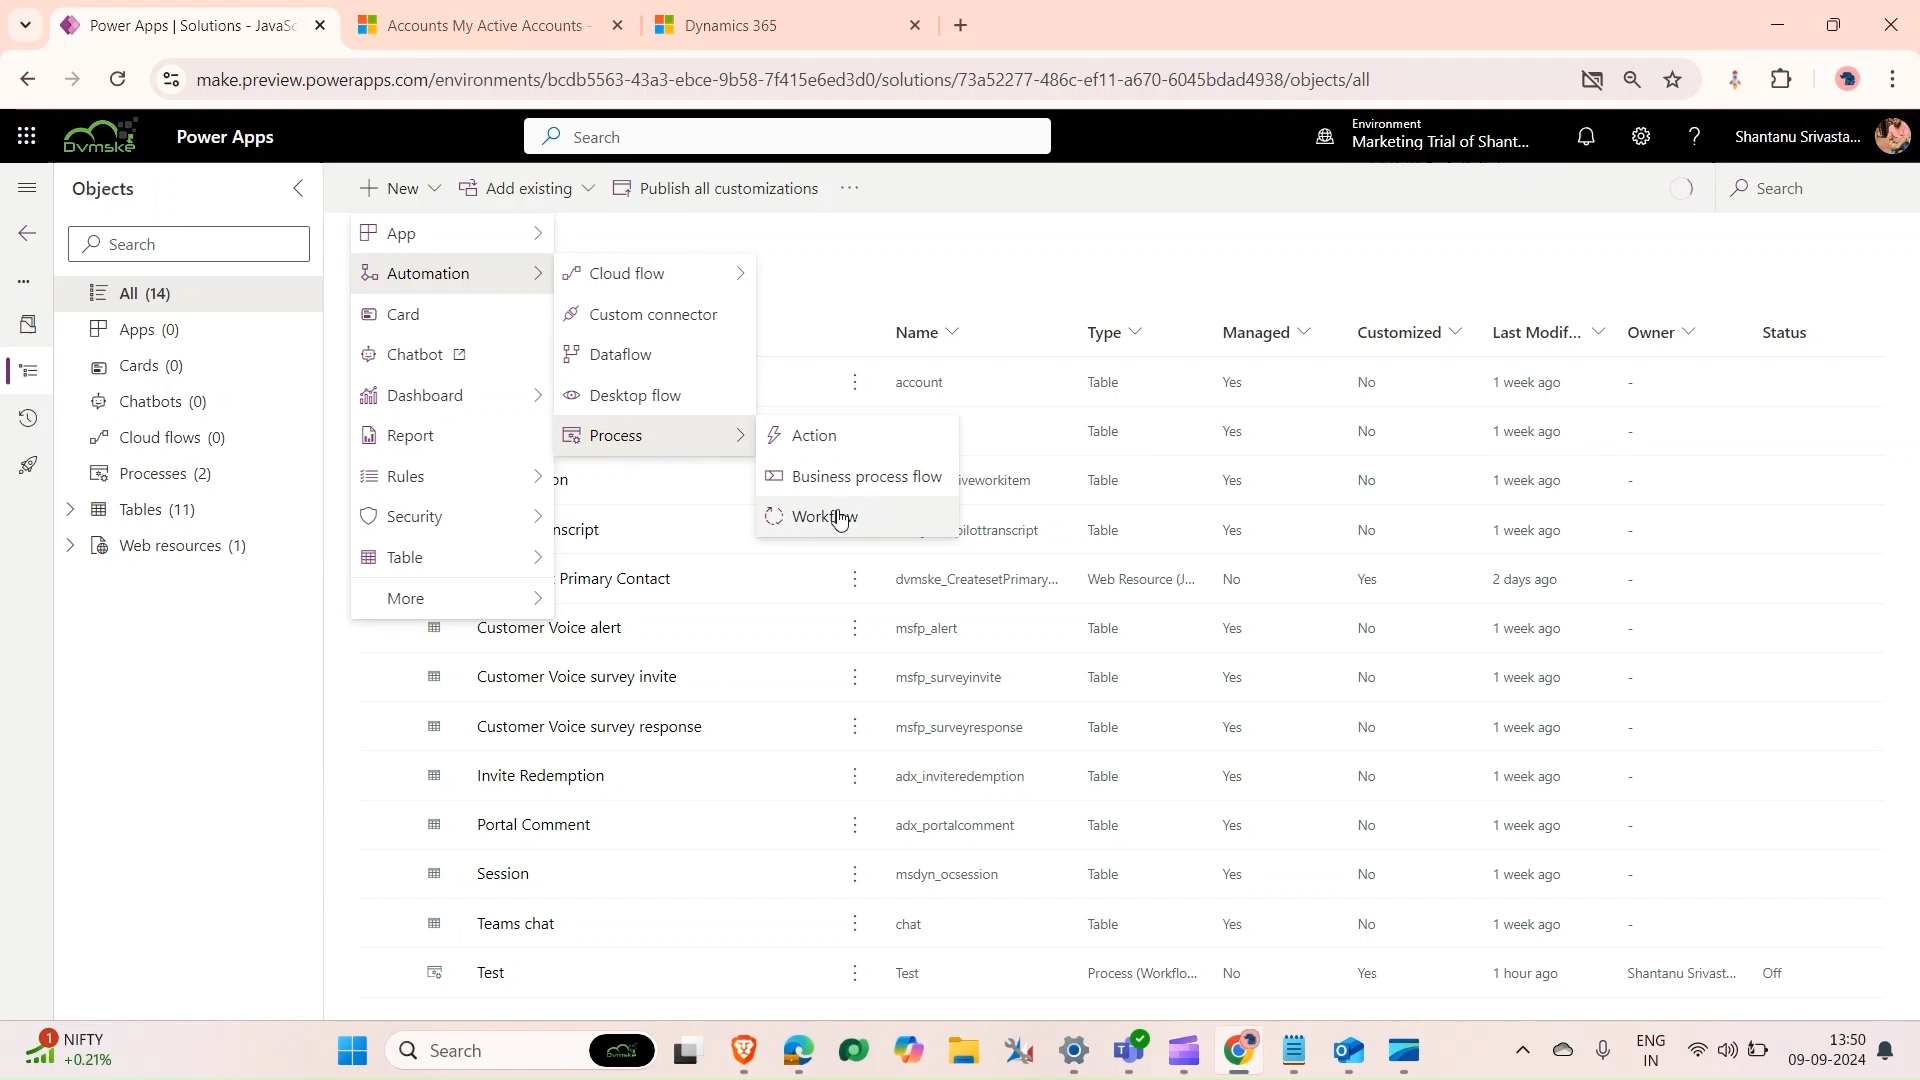 Power Apps | Solutions - JavaSc
Accounts My Active Accounts -
Dynamics 365
make.preview.powerapps.com/environments/bcdb5563-43a3-ebce-9b58-7f415e6ed3d0/solutions/73a52277-486c-ef11-a670-6045bdad4938/objects/all
Dvmske
Power Apps
Search
Environment
Marketing Trial of Shant...
?
Shantanu Srivasta...
Objects
New
Add existing
Publish all customizations
...
Search
Search
All (14)
Apps (0)
Cards (0)
Chatbots (0)
Cloud flows (0)
Processes (2)
Tables (11)
Web resources (1)
App
Automation
Card
Chatbot
Dashboard
Report
Rules
Security
Table
More
Cloud flow
Custom connector
Dataflow
Desktop flow
Process
Action
Business process flow
Workflow
Name Type Managed Customized Last Modif... Owner Status
account Table Yes No 1 week ago -
Table Yes No 1 week ago -
on iveworkitem Table Yes No 1 week ago -
nscript pilottranscript Table Yes No 1 week ago -
Primary Contact dvmske_CreatesetPrimary... Web Resource (J... No Yes 2 days ago -
Customer Voice alert msfp_alert Table Yes No 1 week ago -
Customer Voice survey invite msfp_surveyinvite Table Yes No 1 week ago -
Customer Voice survey response msfp_surveyresponse Table Yes No 1 week ago -
Invite Redemption adx_inviteredemption Table Yes No 1 week ago -
Portal Comment adx_portalcomment Table Yes No 1 week ago -
Session msdyn_ocsession Table Yes No 1 week ago -
Teams chat chat Table Yes No 1 week ago -
Test Test Process (Workflo... No Yes 1 hour ago Shantanu Srivast... Off
1
NIFTY
+0.21%
Search
Dvmske
ENG
IN
13:50
09-09-2024